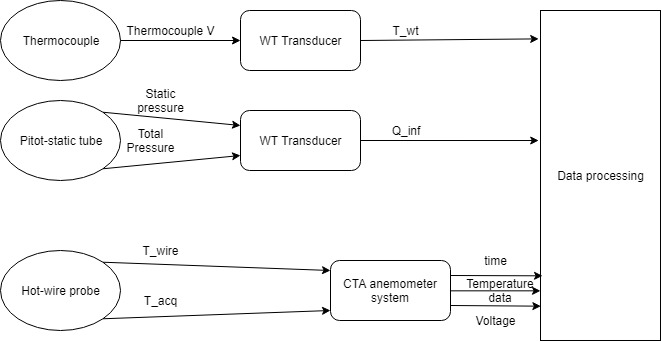 Thermocouple
Thermocouple V
WT Transducer
T_wt
Static
pressure
Pitot-static tube
Total
Pressure
WT Transducer
Q_inf
Data processing
Hot-wire probe
T_wire
T_acq
CTA anemometer
system
time
Temperature
data
Voltage